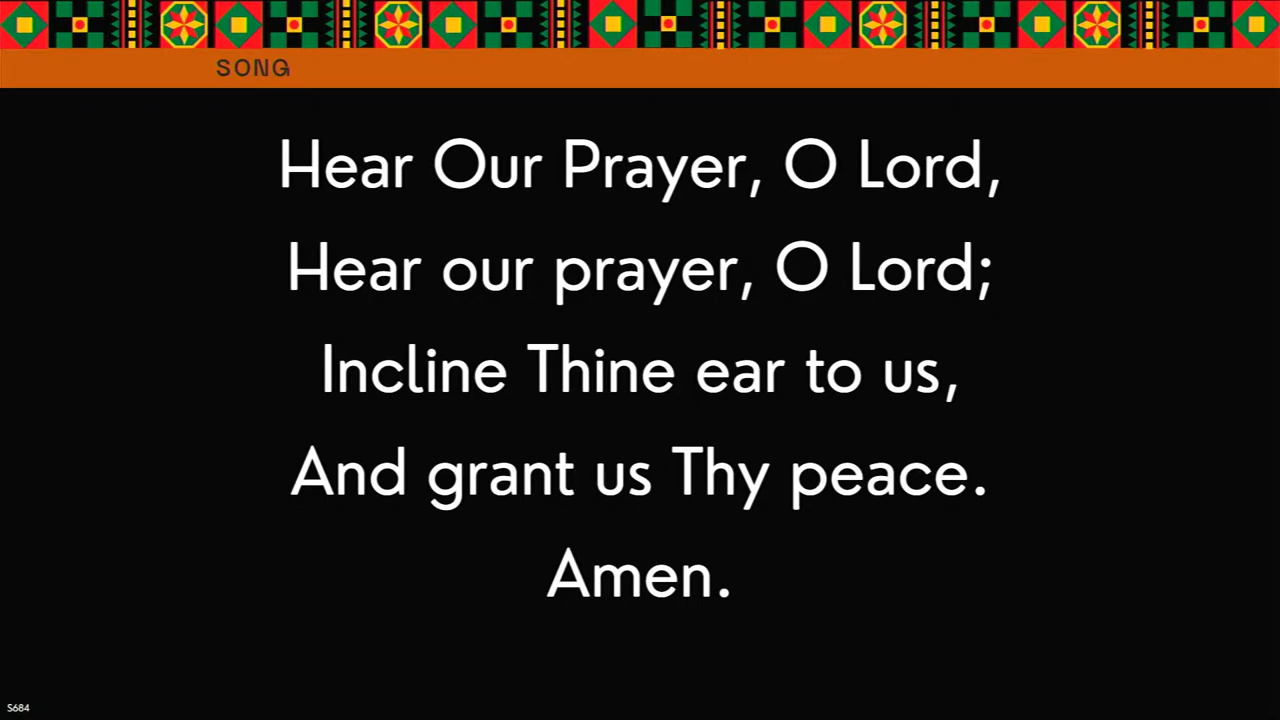 SONG
Hear Our Prayer, O Lord,
Hear our prayer, O Lord;
Incline Thine ear to us,
And grant us Thy peace.
Amen.
S684